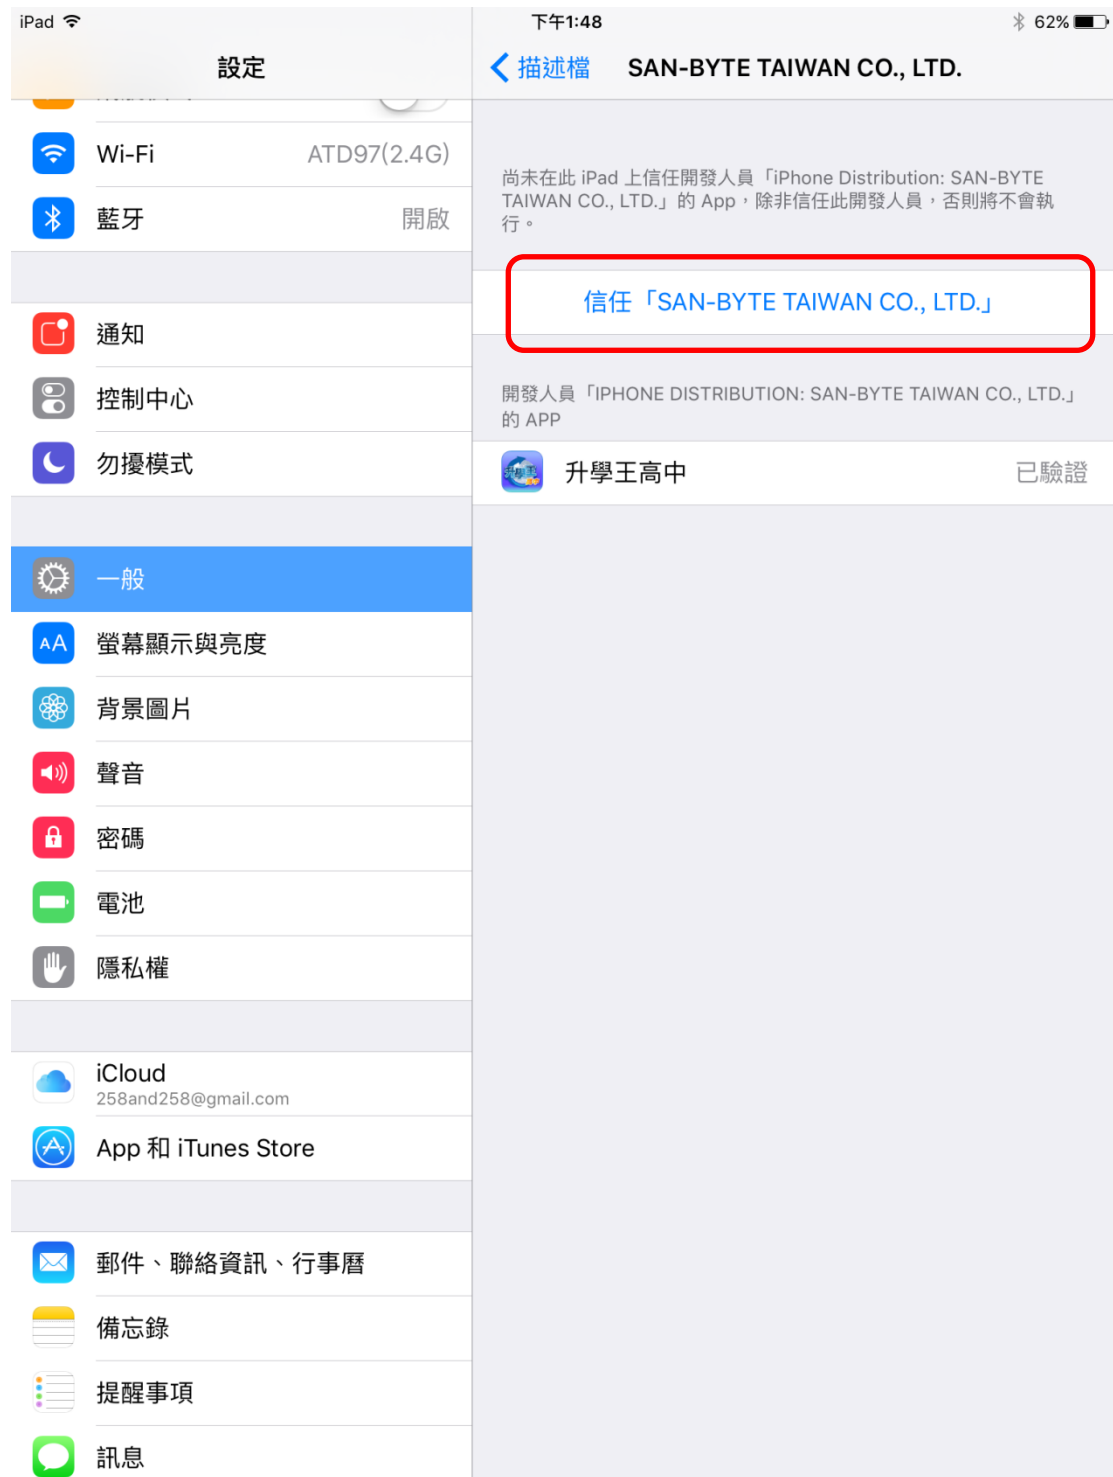 iPad
下午1:48
62%
設定
描述檔
SAN-BYTE TAIWAN CO., LTD.
Wi-Fi
ATD97(2.4G)
藍牙
開啟
通知
控制中心
勿擾模式
一般
螢幕顯示與亮度
背景圖片
聲音
密碼
電池
隱私權
iCloud
258and258@gmail.com
App 和 iTunes Store
郵件、聯絡資訊、行事曆
備忘錄
提醒事項
訊息
尚未在此 iPad 上信任開發人員「iPhone Distribution: SAN-BYTE
TAIWAN CO., LTD.」的 App，除非信任此開發人員，否則將不會執
行。
信任「SAN-BYTE TAIWAN CO., LTD.」
開發人員「IPHONE DISTRIBUTION: SAN-BYTE TAIWAN CO., LTD.」
的 APP
升學王高中
已驗證